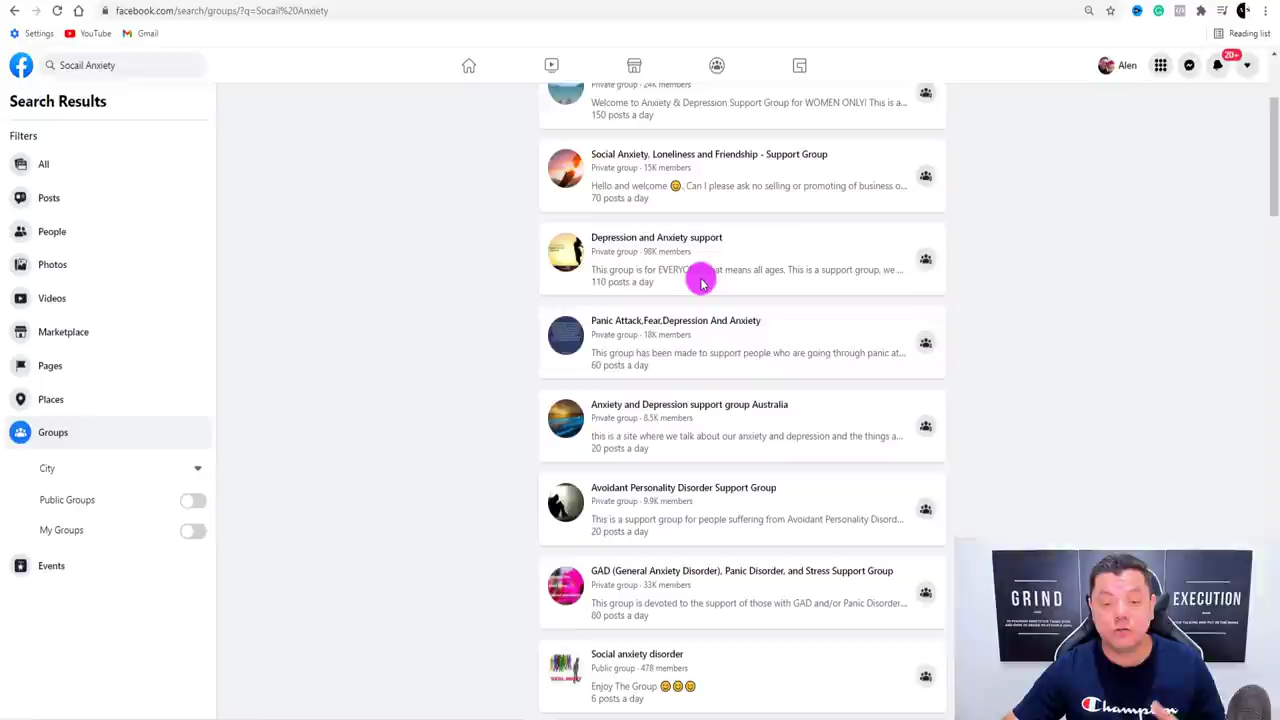 facebook.com/search/groups/?q=Socail%20Anxiety
Settings
YouTube
Gmail
Reading list
Socail Anxiety
Alen
20+
Search Results
Filters
All
Posts
People
Photos
Videos
Marketplace
Pages
Places
Groups
City
Public Groups
My Groups
Events
Private group · 24K members
Welcome to Anxiety & Depression Support Group for WOMEN ONLY! This is a...
150 posts a day
Social Anxiety, Loneliness and Friendship - Support Group
Private group · 15K members
Hello and welcome 😊. Can I please ask no selling or promoting of business o...
70 posts a day
Depression and Anxiety support
Private group · 98K members
This group is for at means all ages. This is a support group, we ...
110 posts a day
Panic Attack,Fear,Depression And Anxiety
Private group · 18K members
This group has been made to support people who are going through panic at...
60 posts a day
Anxiety and Depression support group Australia
Private group · 8.5K members
this is a site where we talk about our anxiety and depression and the things a...
20 posts a day
Avoidant Personality Disorder Support Group
Private group · 9.9K members
This is a support group for people suffering from Avoidant Personality Disord...
20 posts a day
GAD (General Anxiety Disorder), Panic Disorder, and Stress Support Group
Private group · 33K members
This group is devoted to the support of those with GAD and/or Panic Disorder...
80 posts a day
Social anxiety disorder
Public group · 478 members
Enjoy The Group 😊😊😊
6 posts a day
GRIND
EXECUTION
Champion